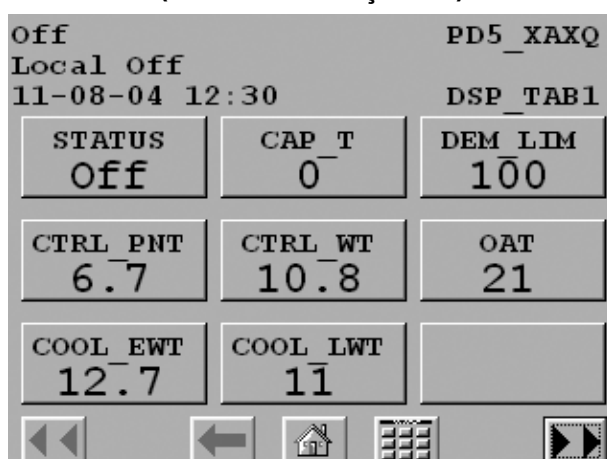 Off PD5_XAXQ
Local Off
11-08-04 12:30 DSP_TAB1
STATUS CAP_T DEM_LIM
Off 0 100
CTRL_PNT CTRL_WT OAT
6.7 10.8 21
COOL_EWT COOL_LWT
12.7 11